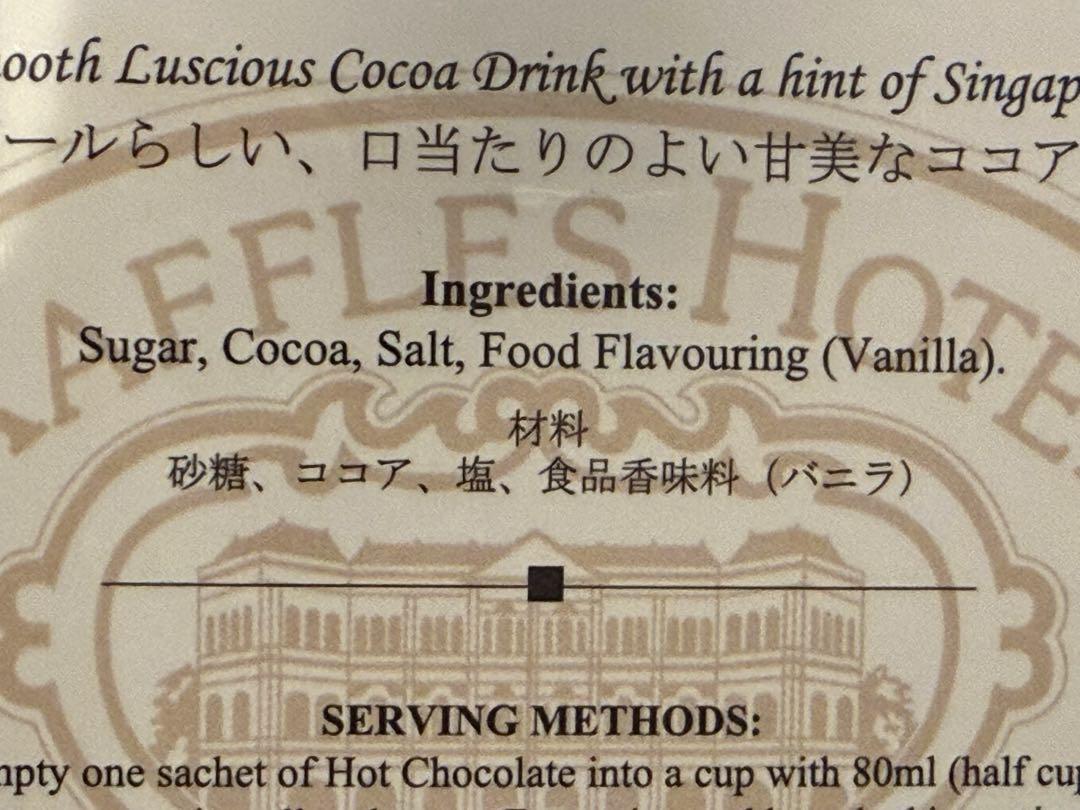 ooth Luscious Cocoa Drink with a hint of Singap
ールらしい、口当たりのよい甘美なココア
RAFFLES HOTEL
Ingredients:
Sugar, Cocoa, Salt, Food Flavouring (Vanilla).
材料
砂糖、ココア、塩、食品香味料（バニラ）
SERVING METHODS:
mpty one sachet of Hot Chocolate into a cup with 80ml (half cup